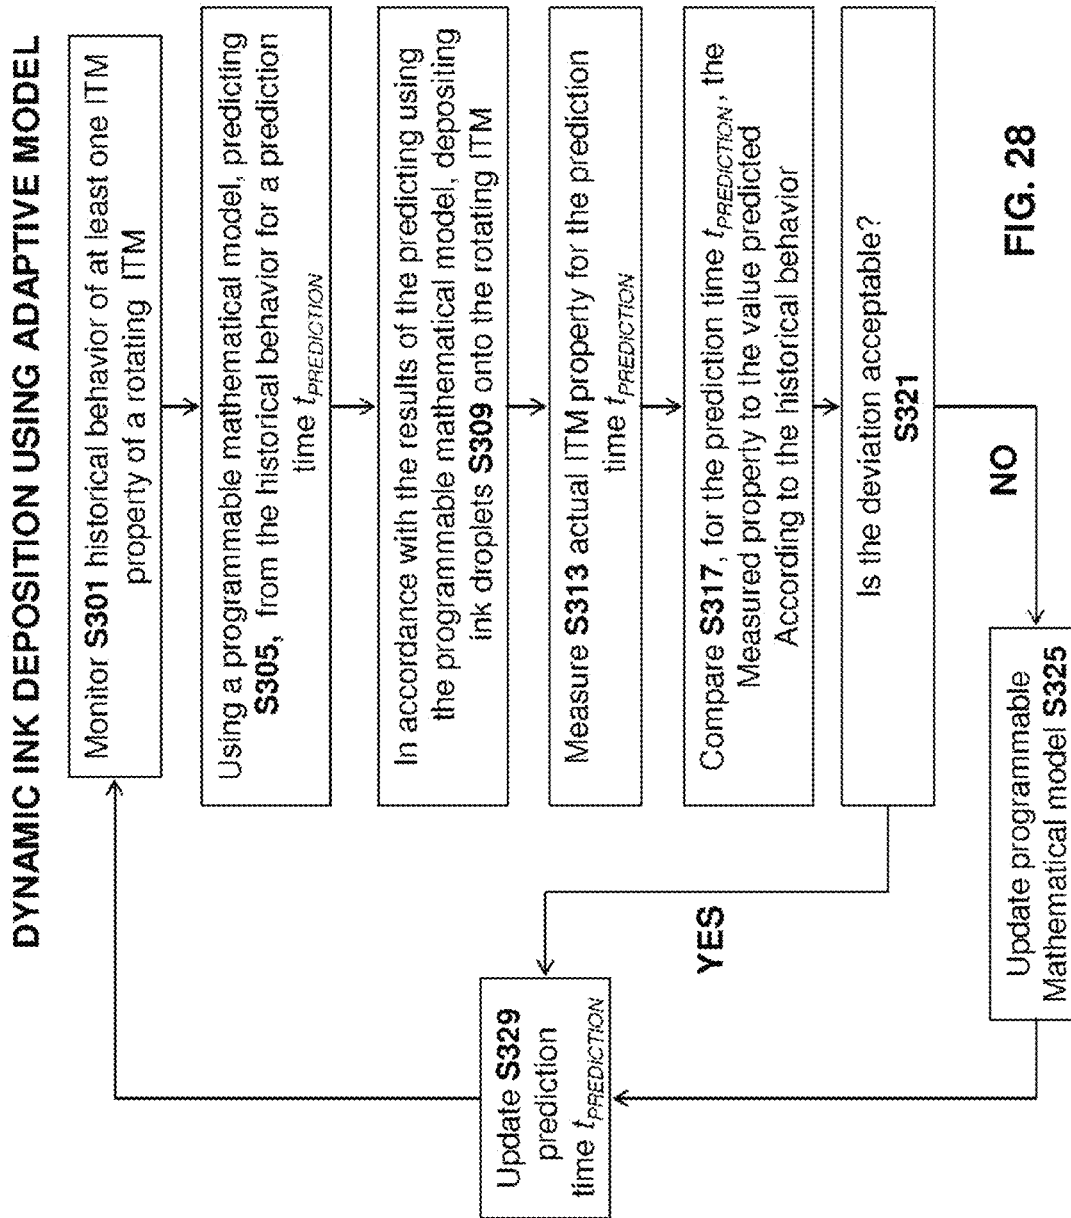 DYNAMIC INK DEPOSITION USING ADAPTIVE MODEL
Monitor S301 historical behavior of at least one ITM
property of a rotating ITM
Using a programmable mathematical model, predicting
S305, from the historical behavior for a prediction
time tPREDICTION
In accordance with the results of the predicting using
the programmable mathematical model, depositing
ink droplets S309 onto the rotating ITM
Measure S313 actual ITM property for the prediction
time tPREDICTION
Compare S317, for the prediction time tPREDICTION, the
Measured property to the value predicted
According to the historical behavior
Is the deviation acceptable?
S321
YES
NO
Update S329
prediction
time tPREDICTION
Update programmable
Mathematical model S325
FIG. 28